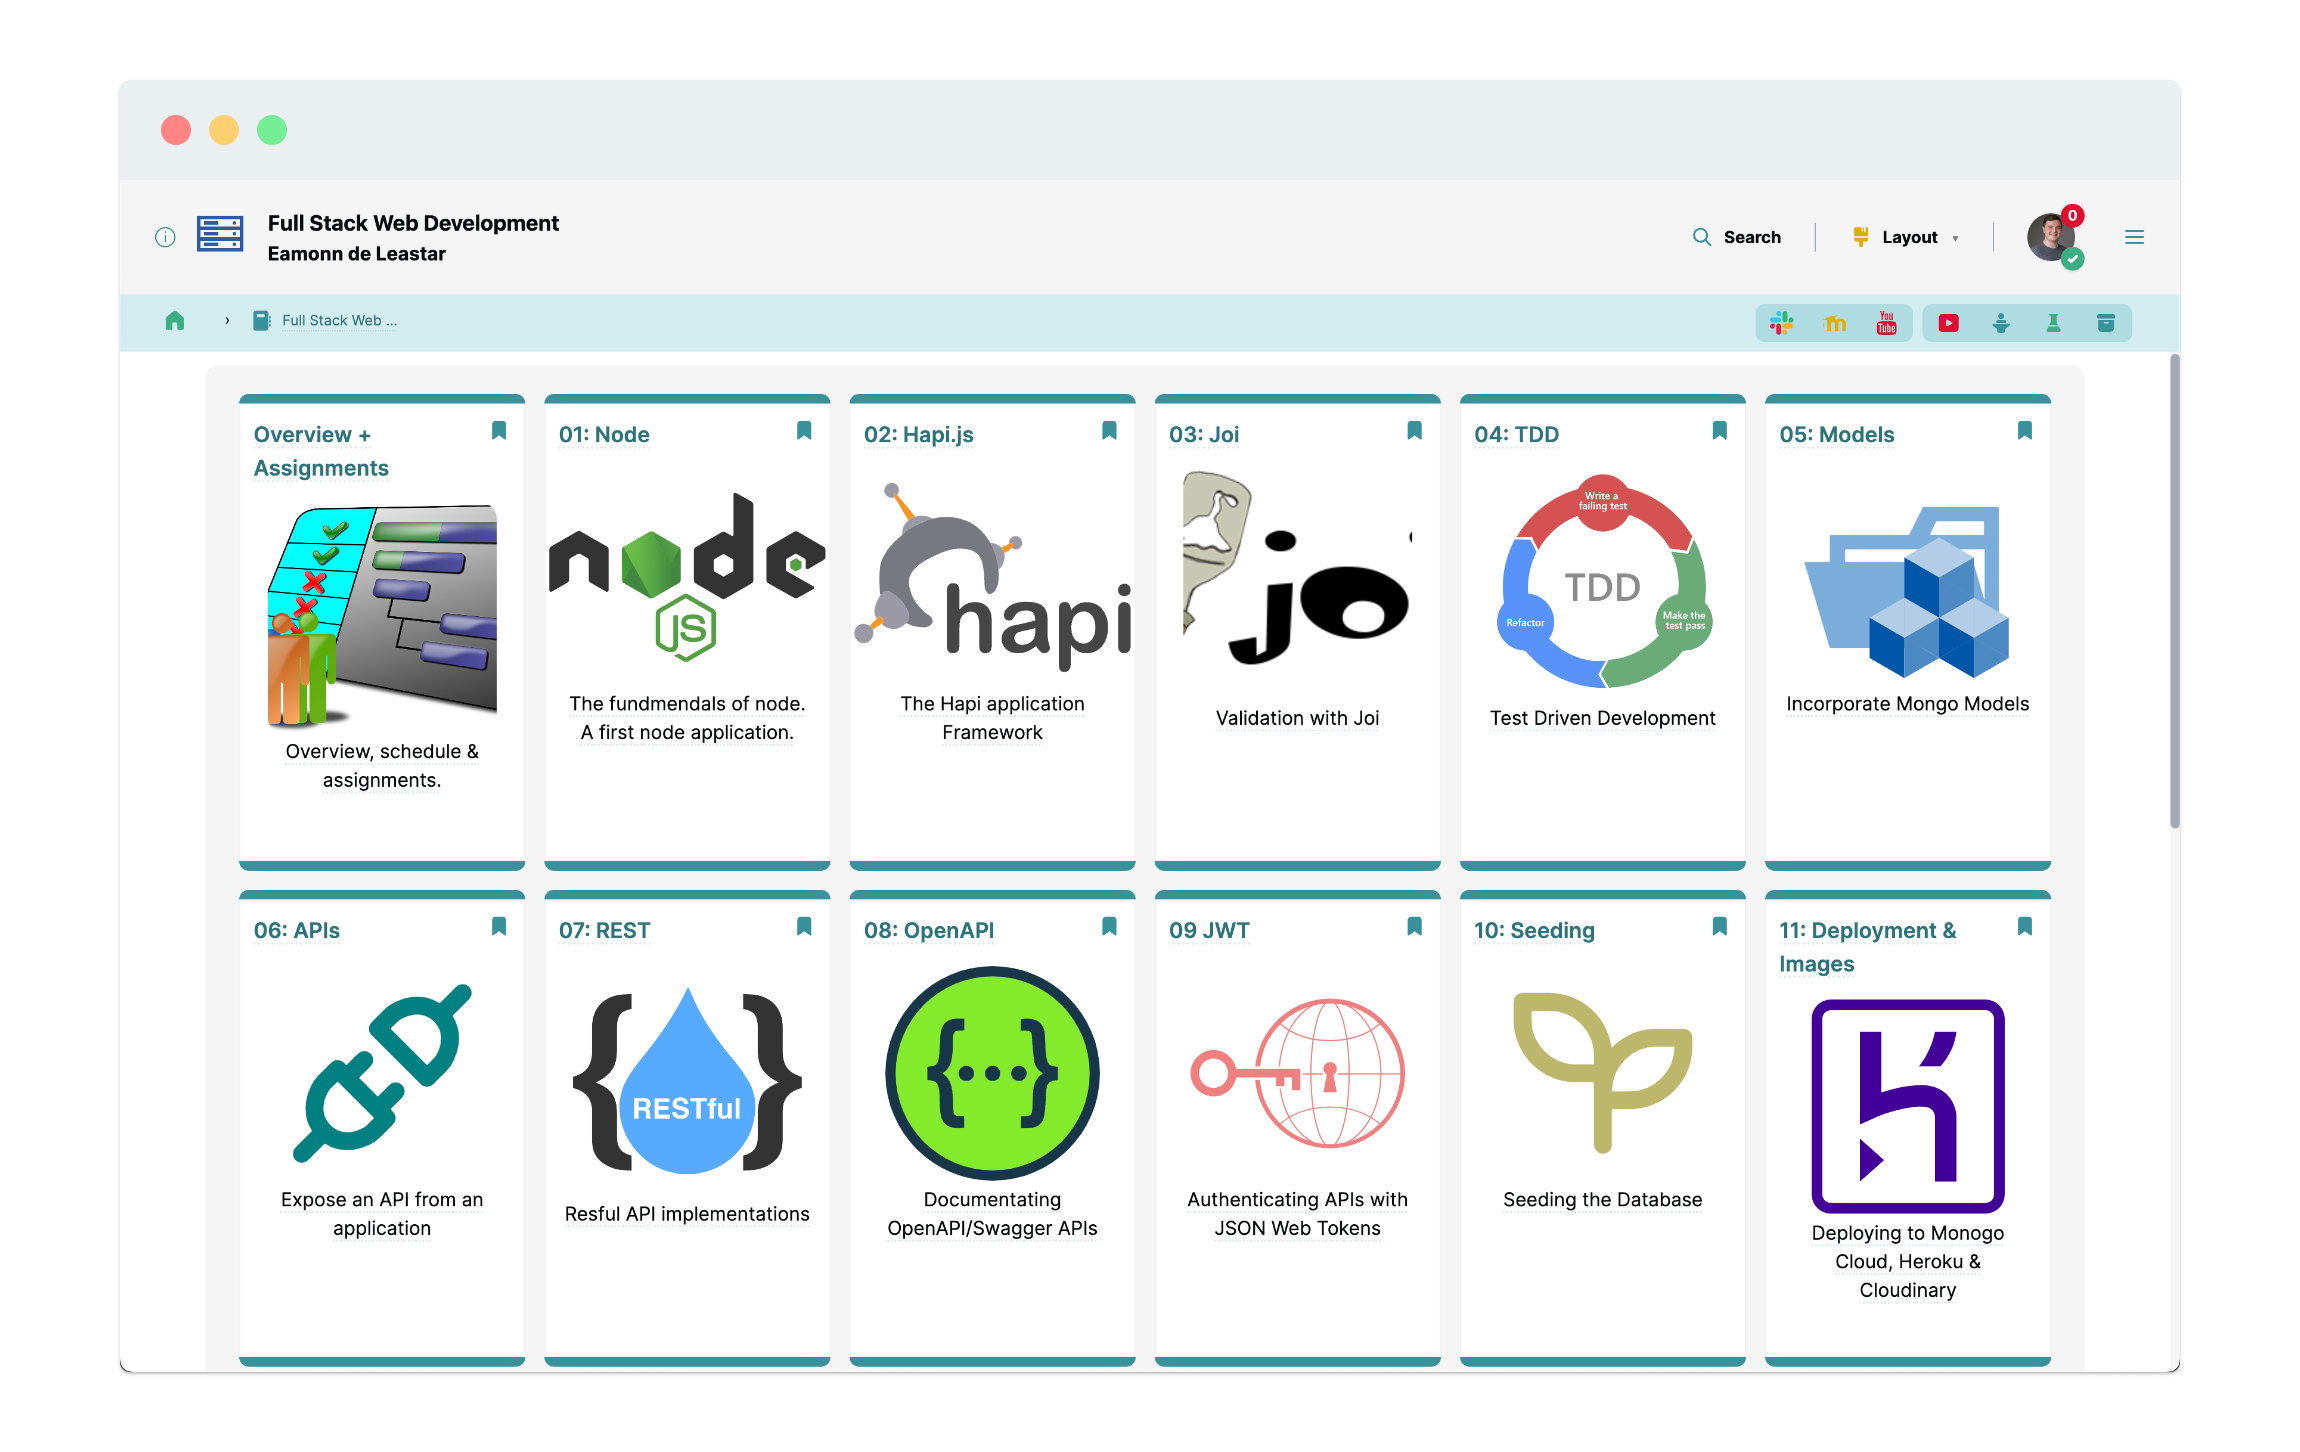 Full Stack Web Development
Eamonn de Leastar
Search
Layout
0
Full Stack Web ...
You
Tube
Overview +
Assignments
Overview, schedule &
assignments.
01: Node
node
JS
The fundmendals of node.
A first node application.
02: Hapi.js
hapi
The Hapi application
Framework
03: Joi
joi
Validation with Joi
04: TDD
Write a
failing test
TDD
Refactor
Make the
test pass
Test Driven Development
05: Models
Incorporate Mongo Models
06: APIs
Expose an API from an
application
07: REST
{RESTful}
Resful API implementations
08: OpenAPI
{...}
Documentating
OpenAPI/Swagger APIs
09 JWT
Authenticating APIs with
JSON Web Tokens
10: Seeding
Seeding the Database
11: Deployment &
Images
Deploying to Monogo
Cloud, Heroku &
Cloudinary